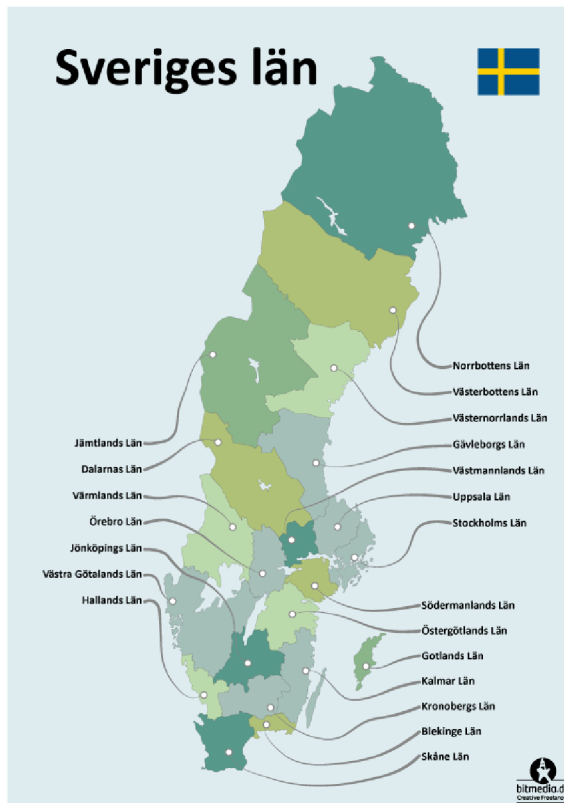 Sveriges län
Norrbottens Län
Västerbottens Län
Västernorrlands Län
Jämtlands Län
Gävleborgs Län
Dalarnas Län
Västmannlands Län
Värmlands Län
Uppsala Län
Örebro Län
Stockholms Län
Jönköpings Län
Västra Götalands Län
Hallands Län
Södermanlands Län
Östergötlands Län
Gotlands Län
Kalmar Län
Kronobergs Län
Blekinge Län
Skåne Län
bitmedia.d
Creative Freelanc